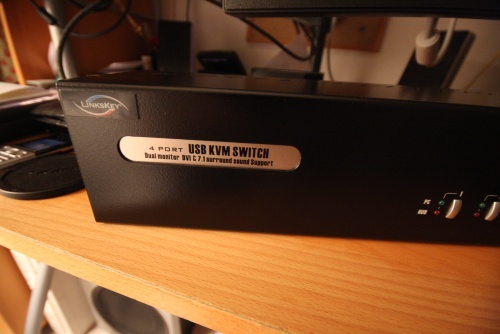 LINKSKEY
4 PORT USB KVM SWITCH
Dual monitor DVI & 7.1 surround sound Support
PC